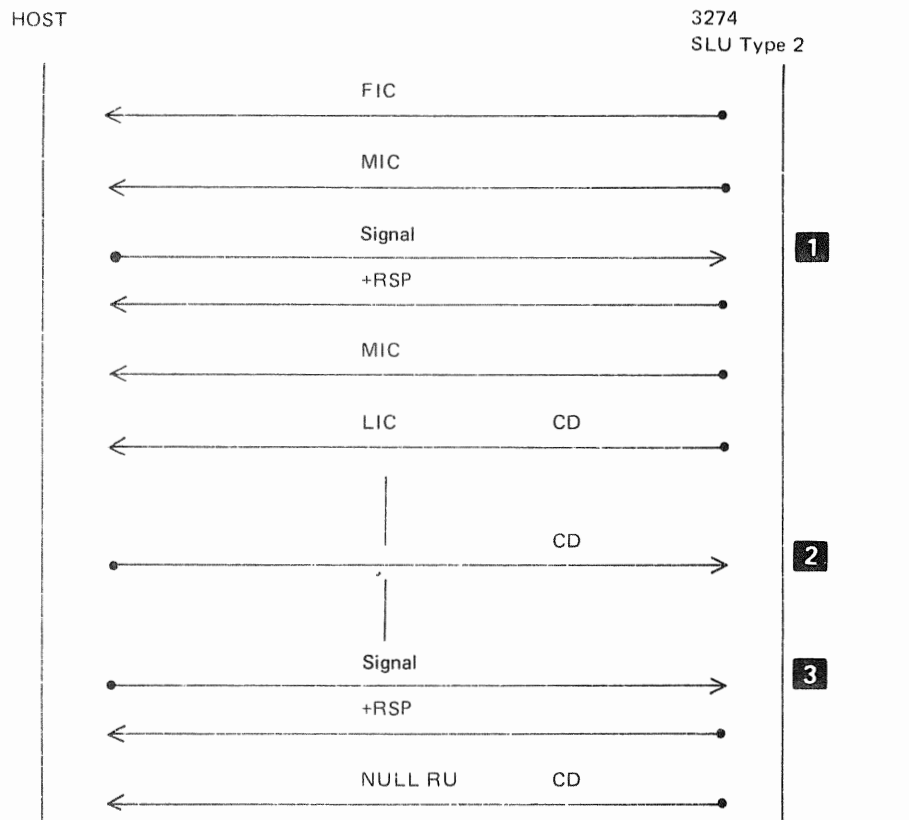 HOST
3274
SLU Type 2
FIC
MIC
Signal
1
+RSP
MIC
LIC CD
CD
2
Signal
3
+RSP
NULL RU CD